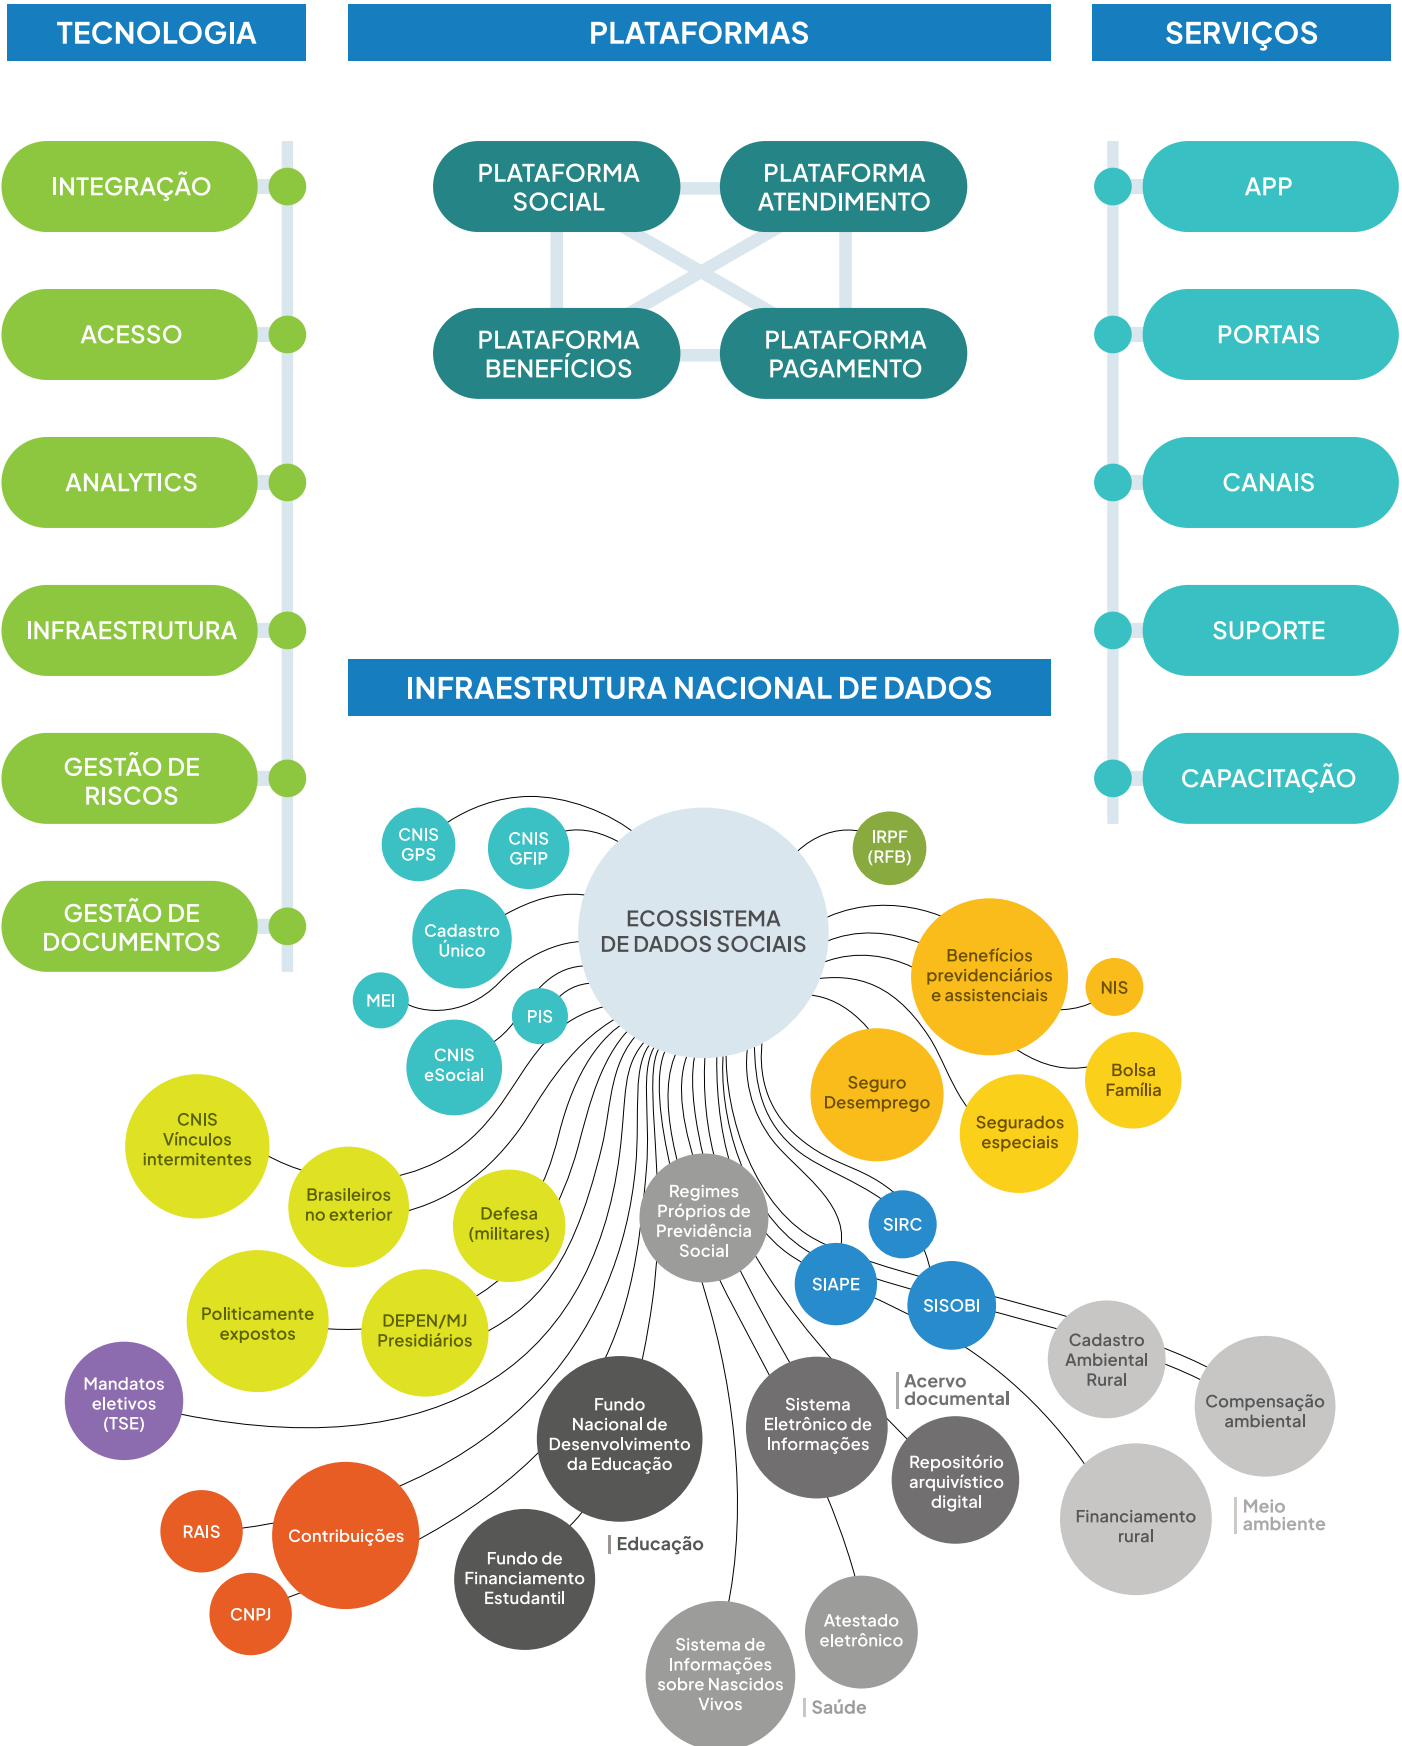 TECNOLOGIA
INTEGRAÇÃO
ACESSO
ANALYTICS
INFRAESTRUTURA
GESTÃO DE
RISCOS
GESTÃO DE
DOCUMENTOS
PLATAFORMAS
PLATAFORMA
SOCIAL
PLATAFORMA
ATENDIMENTO
PLATAFORMA
BENEFÍCIOS
PLATAFORMA
PAGAMENTO
SERVIÇOS
APP
PORTAIS
CANAIS
SUPORTE
CAPACITAÇÃO
INFRAESTRUTURA NACIONAL DE DADOS
ECOSSISTEMA
DE DADOS SOCIAIS
CNIS
GPS
CNIS
GFIP
IRPF
(RFB)
Cadastro
Único
MEI
PIS
CNIS
eSocial
Benefícios
previdenciários
e assistenciais
NIS
Seguro
Desemprego
Bolsa
Família
Segurados
especiais
CNIS
Vínculos
intermitentes
Brasileiros
no exterior
Defesa
(militares)
Politicamente
expostos
DEPEN/MJ
Presidiários
Regimes
Próprios de
Previdência
Social
SIRC
SIAPE
SISOBI
Mandatos
eletivos
(TSE)
Contribuições
RAIS
CNPJ
Fundo
Nacional de
Desenvolvimento
da Educação
Fundo de
Financiamento
Estudantil
Educação
Sistema
Eletrônico de
Informações
Acervo
documental
Repositório
arquivístico
digital
Cadastro
Ambiental
Rural
Compensação
ambiental
Financiamento
rural
Meio
ambiente
Sistema de
Informações
sobre Nascidos
Vivos
Atestado
eletrônico
Saúde